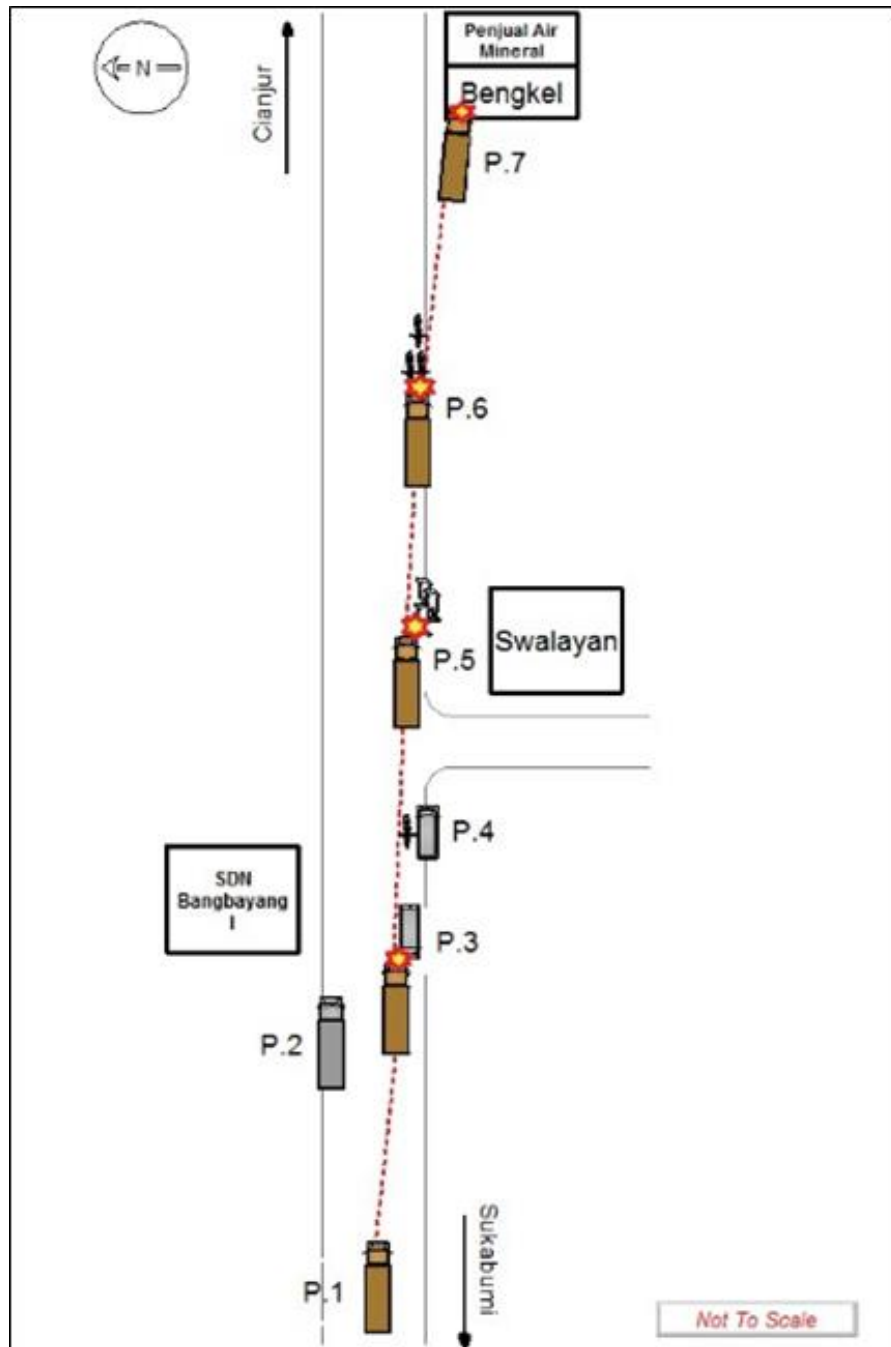 Penjual Air
Mineral
Bengkel
N
Cianjur
P.7
P.6
P.5
Swalayan
P.4
SDN
Bangbayang
I
P.3
P.2
P.1
Sukabumi
Not To Scale